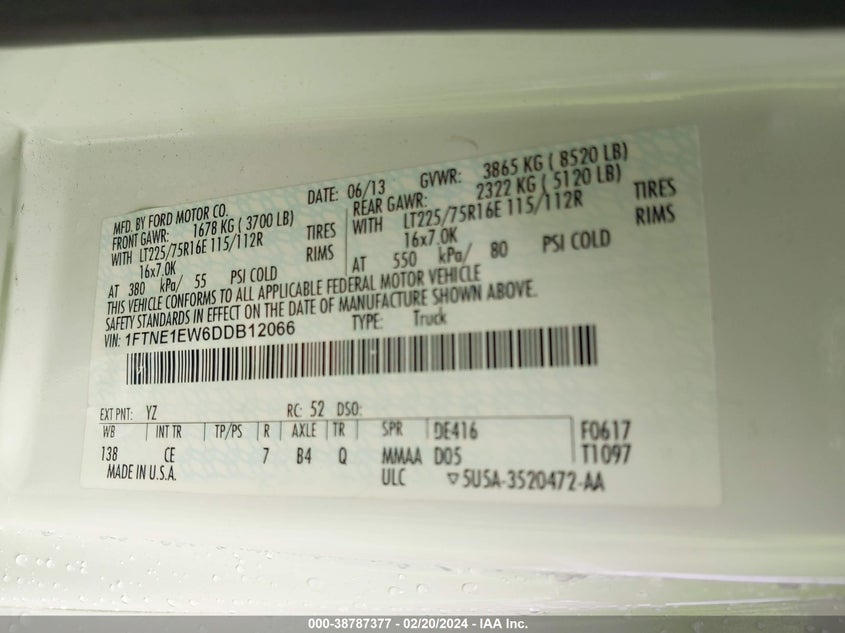 MFD. BY FORD MOTOR CO. DATE: 06/13 GVWR: 3865 KG ( 8520 LB)
FRONT GAWR: 1678 KG ( 3700 LB) REAR GAWR: 2322 KG ( 5120 LB)
WITH LT225/75R16E 115/112R TIRES WITH LT225/75R16E 115/112R TIRES
16x7.0K RIMS 16x7.0K RIMS
AT 380 kPa/ 55 PSI COLD AT 550 kPa/ 80 PSI COLD
THIS VEHICLE CONFORMS TO ALL APPLICABLE FEDERAL MOTOR VEHICLE
SAFETY STANDARDS IN EFFECT ON THE DATE OF MANUFACTURE SHOWN ABOVE.
VIN: 1FTNE1EW6DDB12066 TYPE: Truck
EXT PNT: YZ RC: 52 DSO:
WB INT TR TP/PS R AXLE TR SPR DE416 F0617
138 CE 7 B4 Q MMAA D05 T1097
MADE IN U.S.A. ULC ▽5U5A-3520472-AA
000-38787377 - 02/20/2024 - IAA Inc.